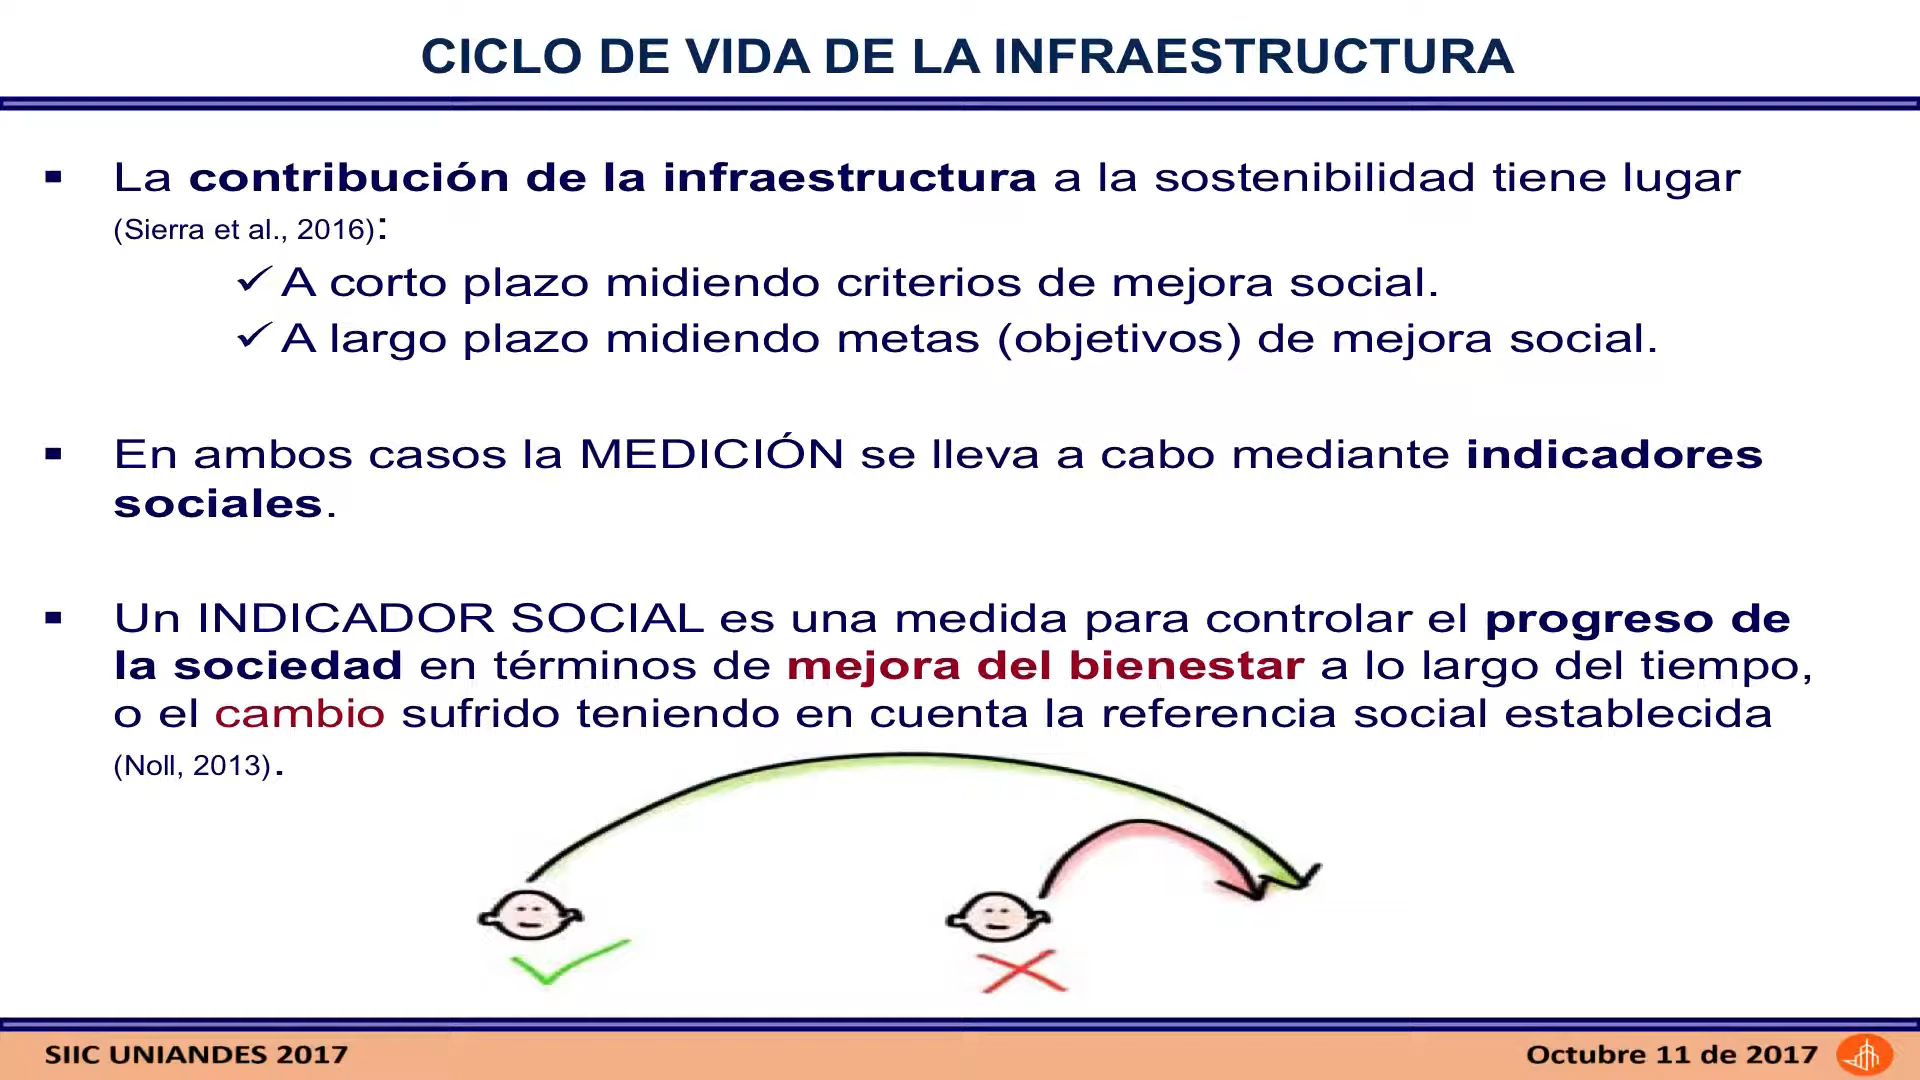 CICLO DE VIDA DE LA INFRAESTRUCTURA
▪ La contribución de la infraestructura a la sostenibilidad tiene lugar
(Sierra et al., 2016):
✓ A corto plazo midiendo criterios de mejora social.
✓ A largo plazo midiendo metas (objetivos) de mejora social.
▪ En ambos casos la MEDICIÓN se lleva a cabo mediante indicadores
sociales.
▪ Un INDICADOR SOCIAL es una medida para controlar el progreso de
la sociedad en términos de mejora del bienestar a lo largo del tiempo,
o el cambio sufrido teniendo en cuenta la referencia social establecida
(Noll, 2013).
SIIC UNIANDES 2017
Octubre 11 de 2017